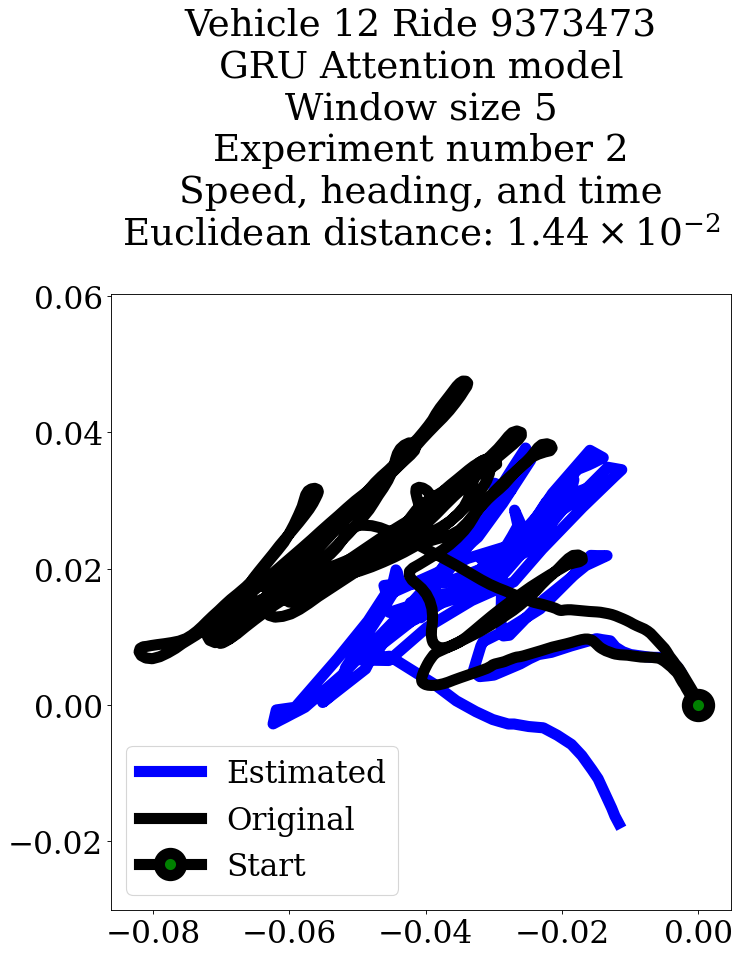 Vehicle 12 Ride 9373473
GRU Attention model
Window size 5
Experiment number 2
Speed, heading, and time
Euclidean distance: 1.44 × 10⁻²
0.06
0.04
0.02
0.00
−0.02
Estimated
Original
Start
−0.08 −0.06 −0.04 −0.02 0.00